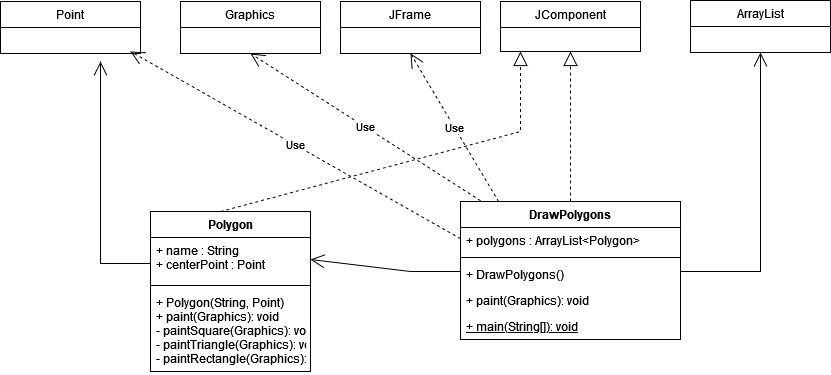 Point
Graphics
JFrame
JComponent
ArrayList
Use
Use
Use
Polygon
+ name : String
+ centerPoint : Point
+ Polygon(String, Point)
+ paint(Graphics): void
- paintSquare(Graphics): vo
- paintTriangle(Graphics): v
- paintRectangle(Graphics):
DrawPolygons
+ polygons : ArrayList<Polygon>
+ DrawPolygons()
+ paint(Graphics): void
+ main(String[]): void